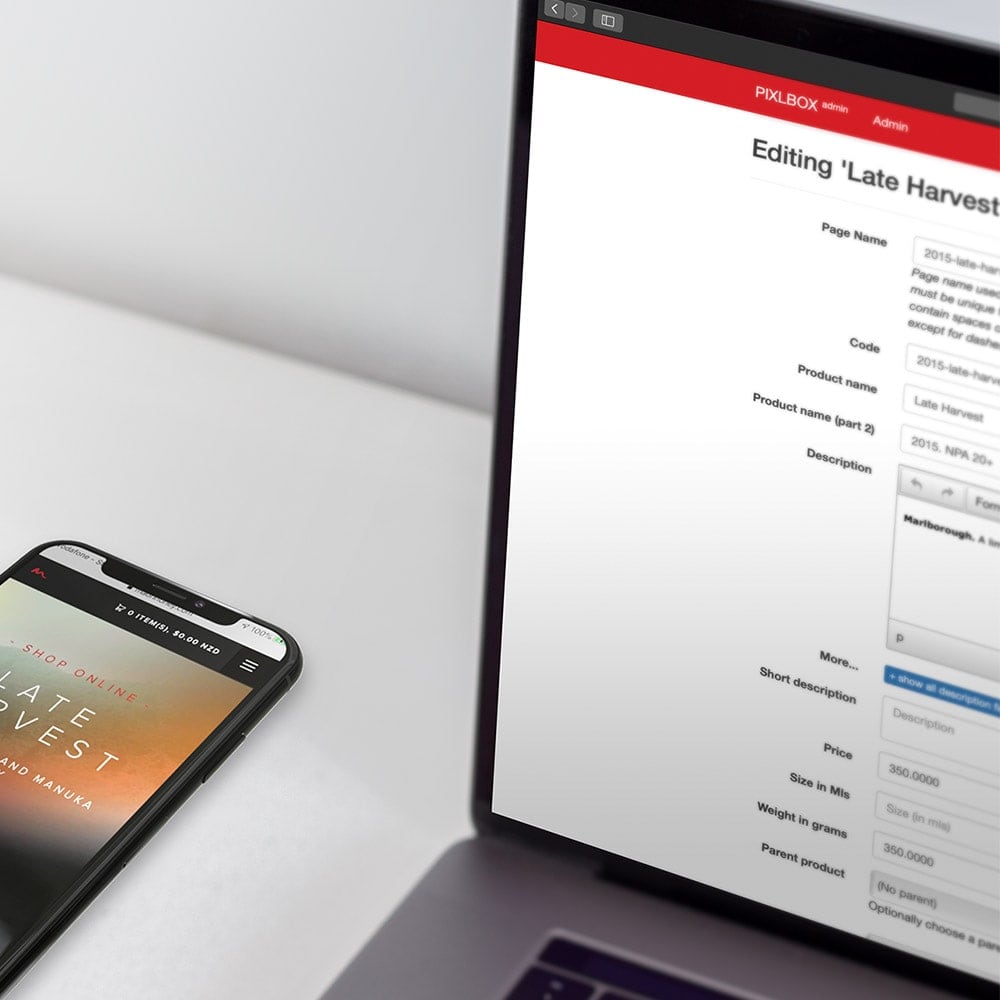 PIXLBOX admin Admin
Editing 'Late Harvest
Page Name
2015-late-har
Page name used
must be unique
contain spaces
except for dashe
Code
2015-late-harve
Product name
Late Harvest
Product name (part 2)
2015, NPA 20+
Description
Form
Marlborough. A
P
More...
+ show all description
Short description
Description
Price
350.0000
Size in Mls
Size (in mls)
Weight in grams
350.0000
Parent product
(No parent)
Optionally choose a pare
odafone - S
100%
0 ITEM(S), $0.00 NZD
- SHOP ONLINE -
LATE
RVEST
AND MANUKA
Y